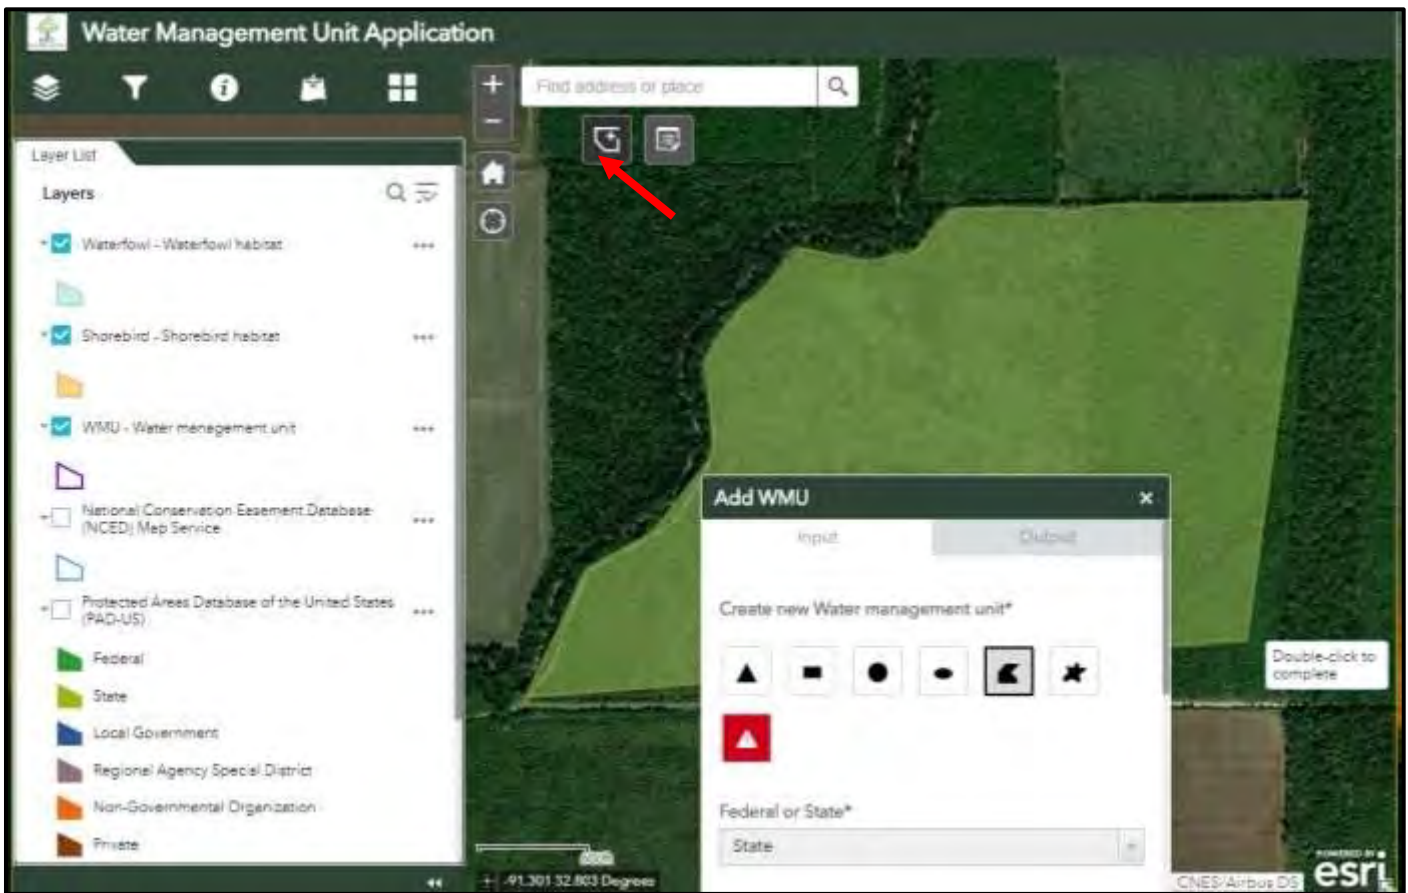 Water Management Unit Application
Find address or place
Layer List
Layers
Waterfowl - Waterfowl habitat
Shorebird - Shorebird habitat
WMU - Water management unit
National Conservation Easement Database
(NCED) Map Service
Protected Areas Database of the United States
(PAD-US)
Federal
State
Local Government
Regional Agency Special District
Non-Governmental Organization
Private
Add WMU
Input
Output
Create new Water management unit*
Federal or State*
State
Double-click to
complete
-91.301 32.803 Degrees
CNES/Airbus DS
POWERED BY
esri